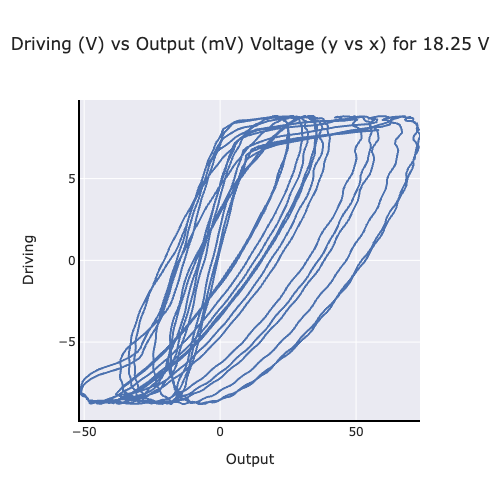 Driving (V) vs Output (mV) Voltage (y vs x) for 18.25 V
5
0
−5
Driving
−50 0 50
Output